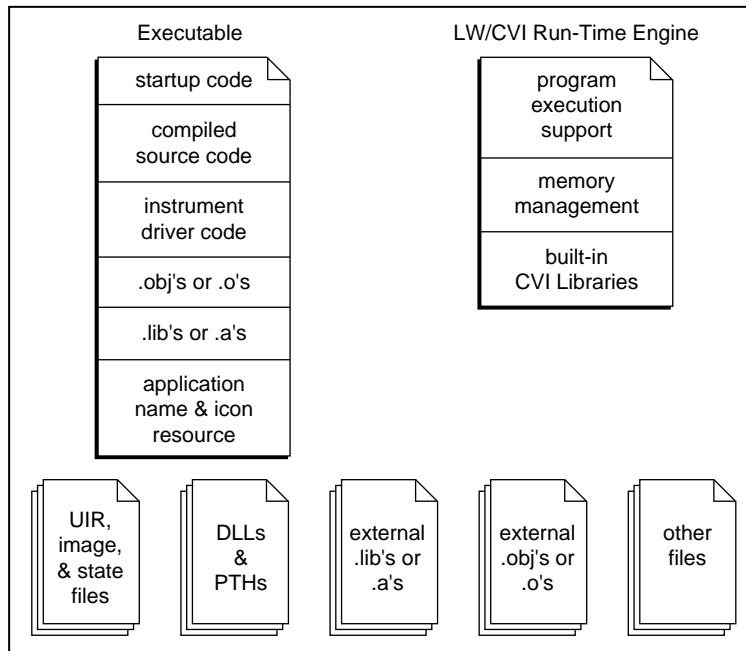 Executable
startup code
compiled
source code
instrument
driver code
.obj's or .o's
.lib's or .a's
application
name & icon
resource
LW/CVI Run-Time Engine
program
execution
support
memory
management
built-in
CVI Libraries
UIR,
image,
& state
files
DLLs
&
PTHs
external
.lib's or
.a's
external
.obj's or
.o's
other
files